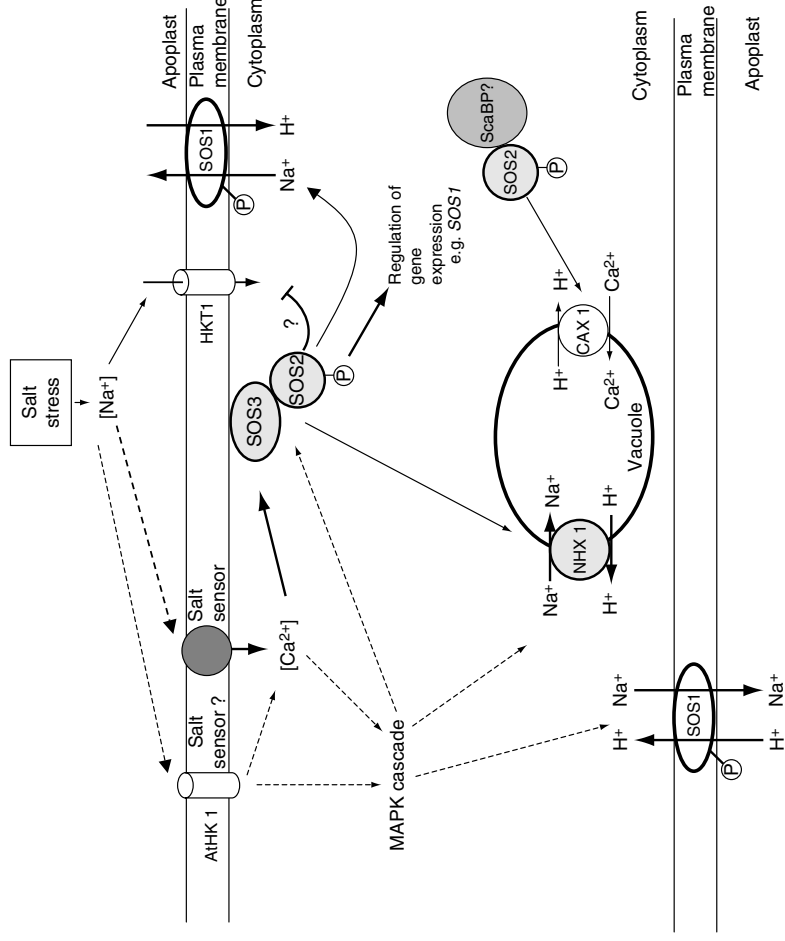 Salt
stress
[Na+]
Apoplast
Plasma
membrane
Cytoplasm
AtHK 1
Salt
sensor ?
Salt
sensor
HKT1
SOS1
P
Na+
H+
[Ca2+]
SOS3
SOS2
P
?
Regulation of
gene
expression
e.g. SOS1
MAPK cascade
ScaBP?
SOS2
P
Na+
Na+
NHX 1
H+
H+
Vacuole
H+
H+
CAX 1
Ca2+
Ca2+
Cytoplasm
Plasma
membrane
Apoplast
H+
Na+
SOS1
P
H+
Na+